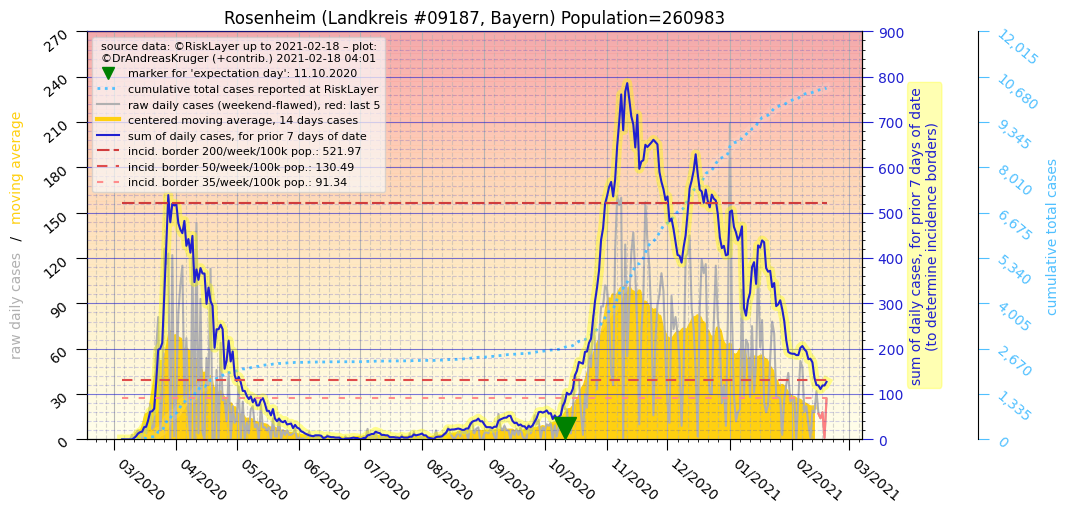 Rosenheim (Landkreis #09187, Bayern) Population=260983
source data: ©RiskLayer up to 2021-02-18 – plot:
©DrAndreasKruger (+contrib.) 2021-02-18 04:01
marker for 'expectation day': 11.10.2020
cumulative total cases reported at RiskLayer
raw daily cases (weekend-flawed), red: last 5
centered moving average, 14 days cases
sum of daily cases, for prior 7 days of date
incid. border 200/week/100k pop.: 521.97
incid. border 50/week/100k pop.: 130.49
incid. border 35/week/100k pop.: 91.34
raw daily cases / moving average
270
240
210
180
150
120
90
60
30
0
03/2020
04/2020
05/2020
06/2020
07/2020
08/2020
09/2020
10/2020
11/2020
12/2020
01/2021
02/2021
03/2021
900
800
700
600
500
400
300
200
100
0
sum of daily cases, for prior 7 days of date
(to determine incidence borders)
12,015
10,680
9,345
8,010
6,675
5,340
4,005
2,670
1,335
0
cumulative total cases